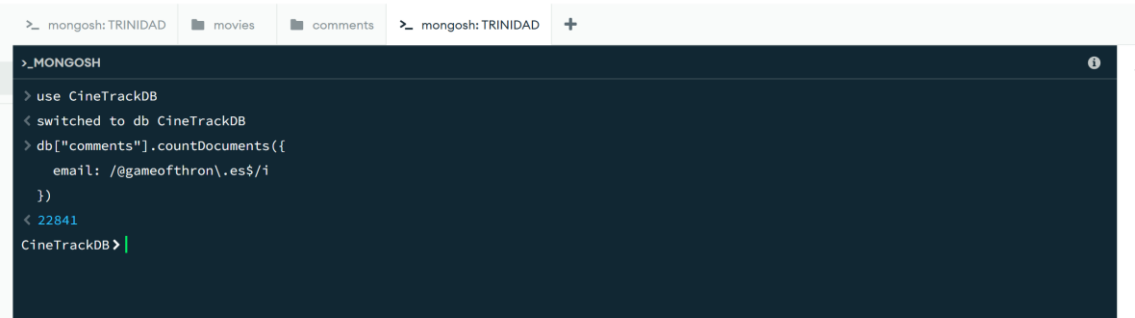 >_ mongosh: TRINIDAD movies comments >_ mongosh: TRINIDAD +
>_MONGOSH
> use CineTrackDB
< switched to db CineTrackDB
> db["comments"].countDocuments({
email: /@gameofthron\.es$/i
})
< 22841
CineTrackDB>